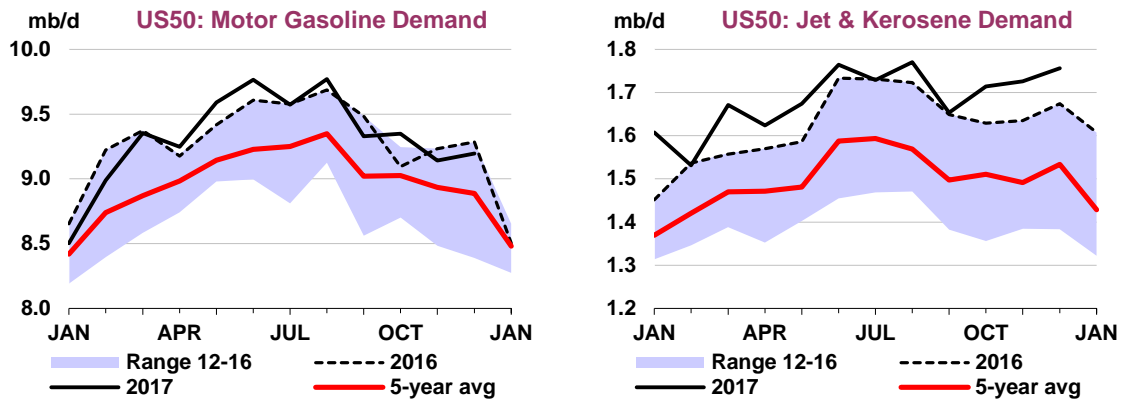 mb/d US50: Motor Gasoline Demand
10.0
9.5
9.0
8.5
8.0
JAN APR JUL OCT JAN
Range 12-16 2016
2017 5-year avg
mb/d US50: Jet & Kerosene Demand
1.8
1.7
1.6
1.5
1.4
1.3
1.2
JAN APR JUL OCT JAN
Range 12-16 2016
2017 5-year avg